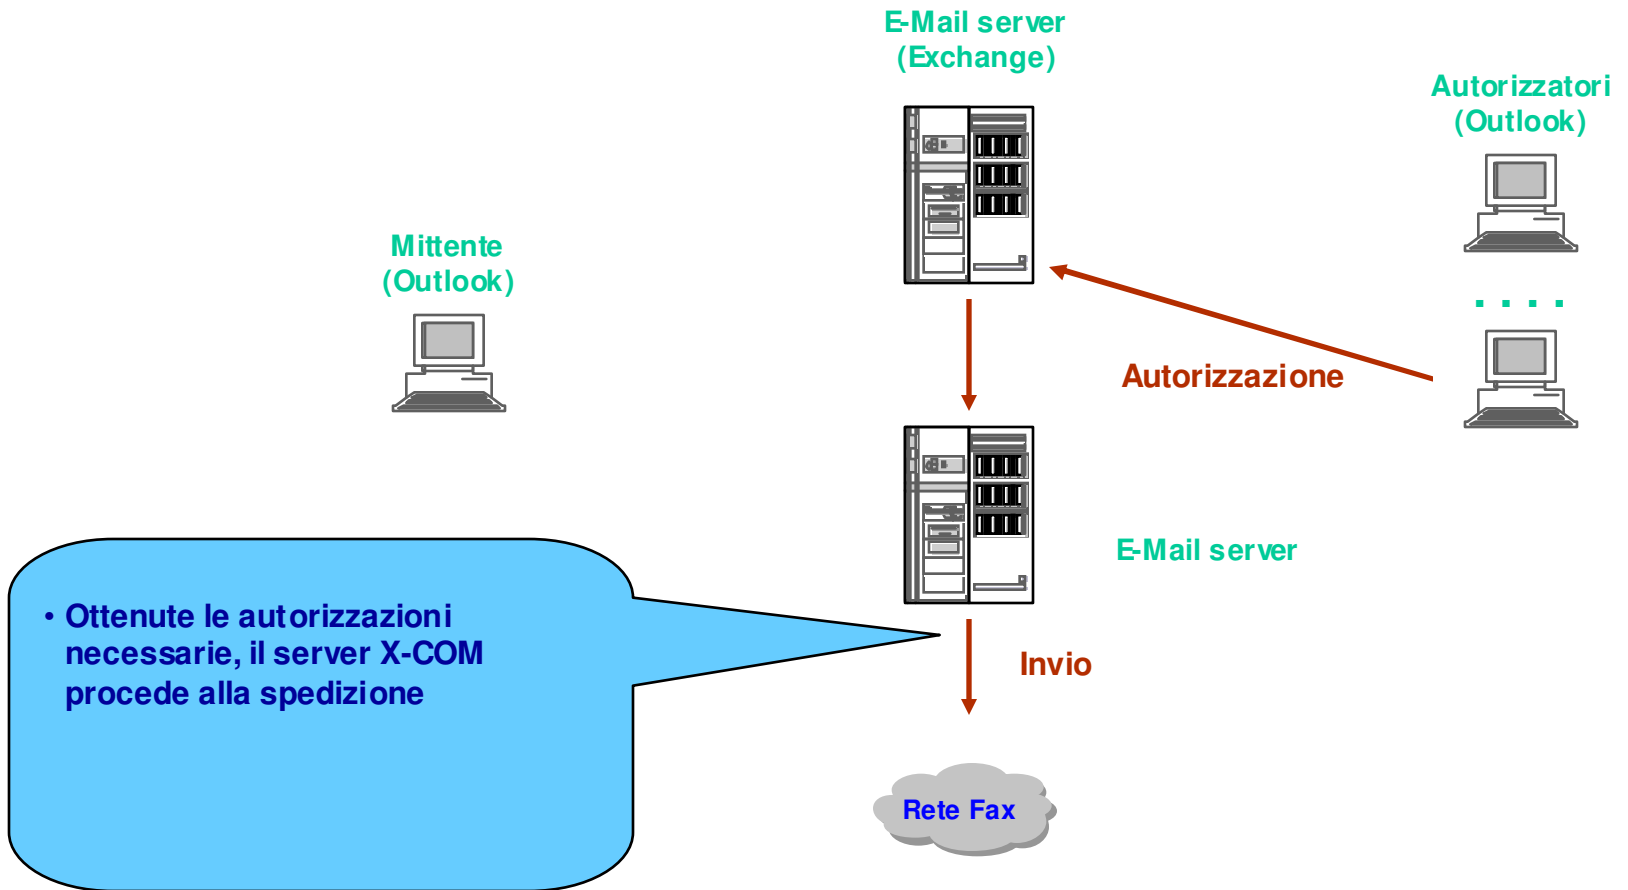 E-Mail server
(Exchange)
Autorizzatori
(Outlook)
Mittente
(Outlook)
. . . .
Autorizzazione
E-Mail server
• Ottenute le autorizzazioni
necessarie, il server X-COM
procede alla spedizione
Invio
Rete Fax